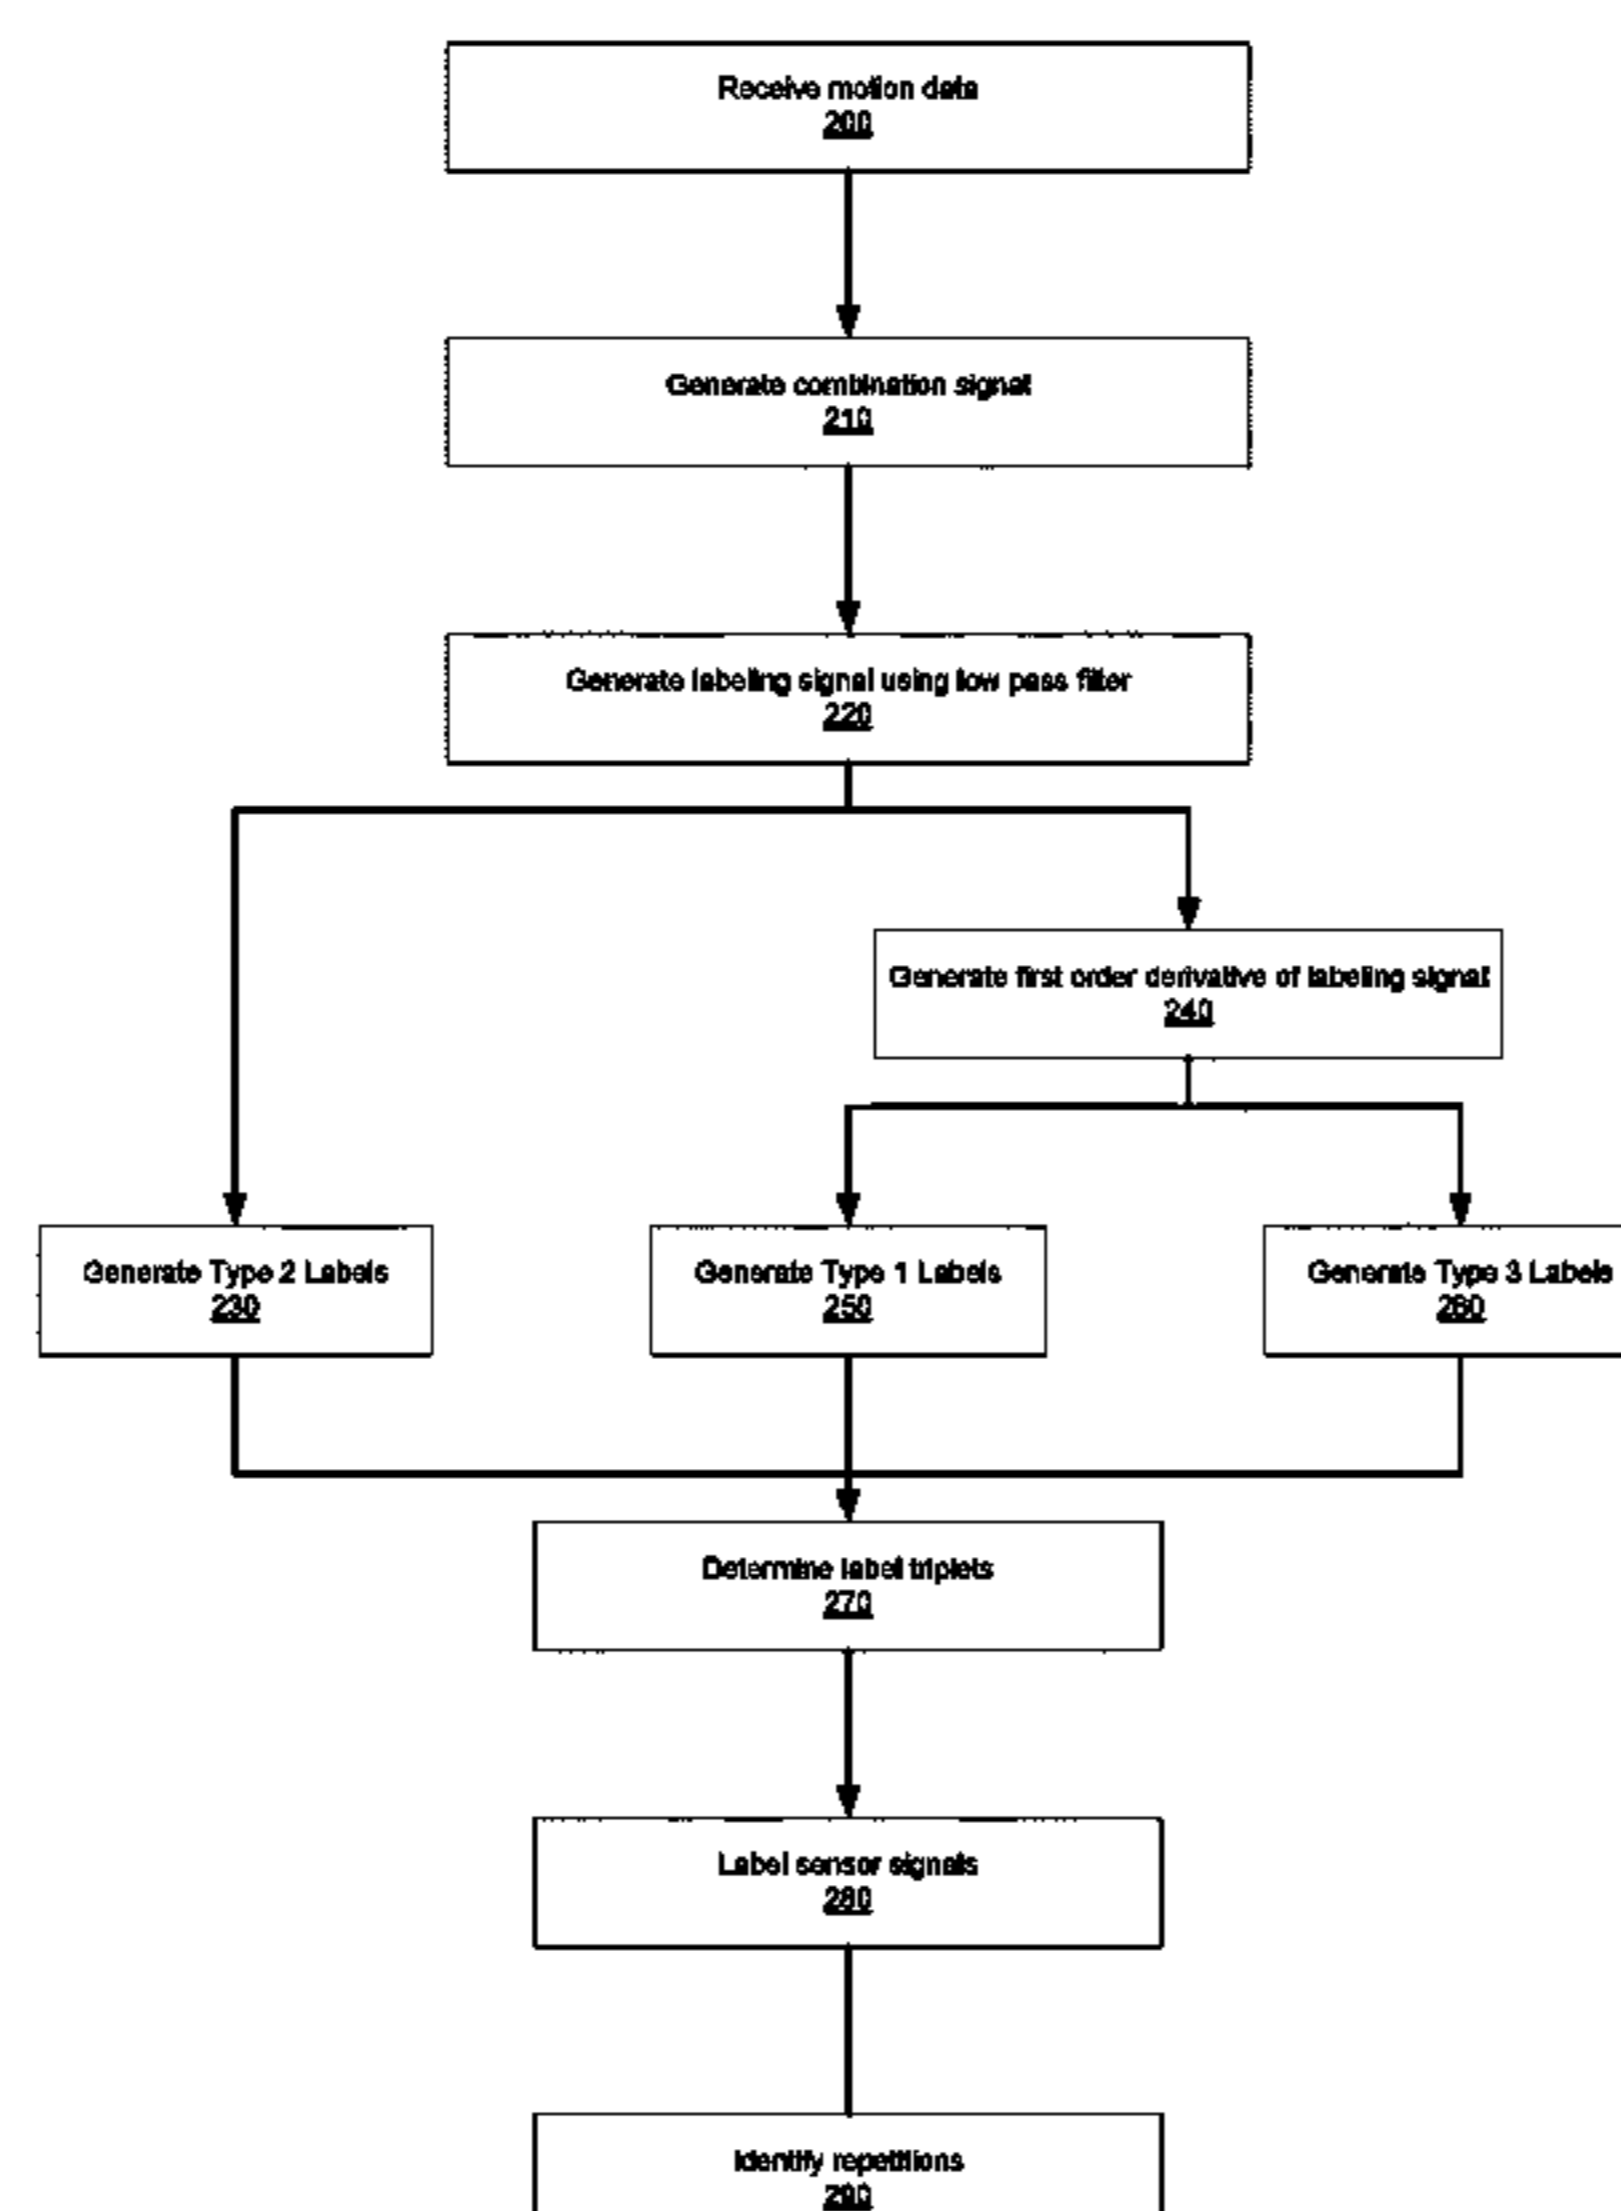 Receive motion data
200
Generate combination signal
210
Generate labeling signal using low pass filter
220
Generate first order derivative of labeling signal
240
Generate Type 2 Labels
230
Generate Type 1 Labels
250
Generate Type 3 Labels
260
Determine label triplets
270
Label sensor signals
280
Identify repetitions
290